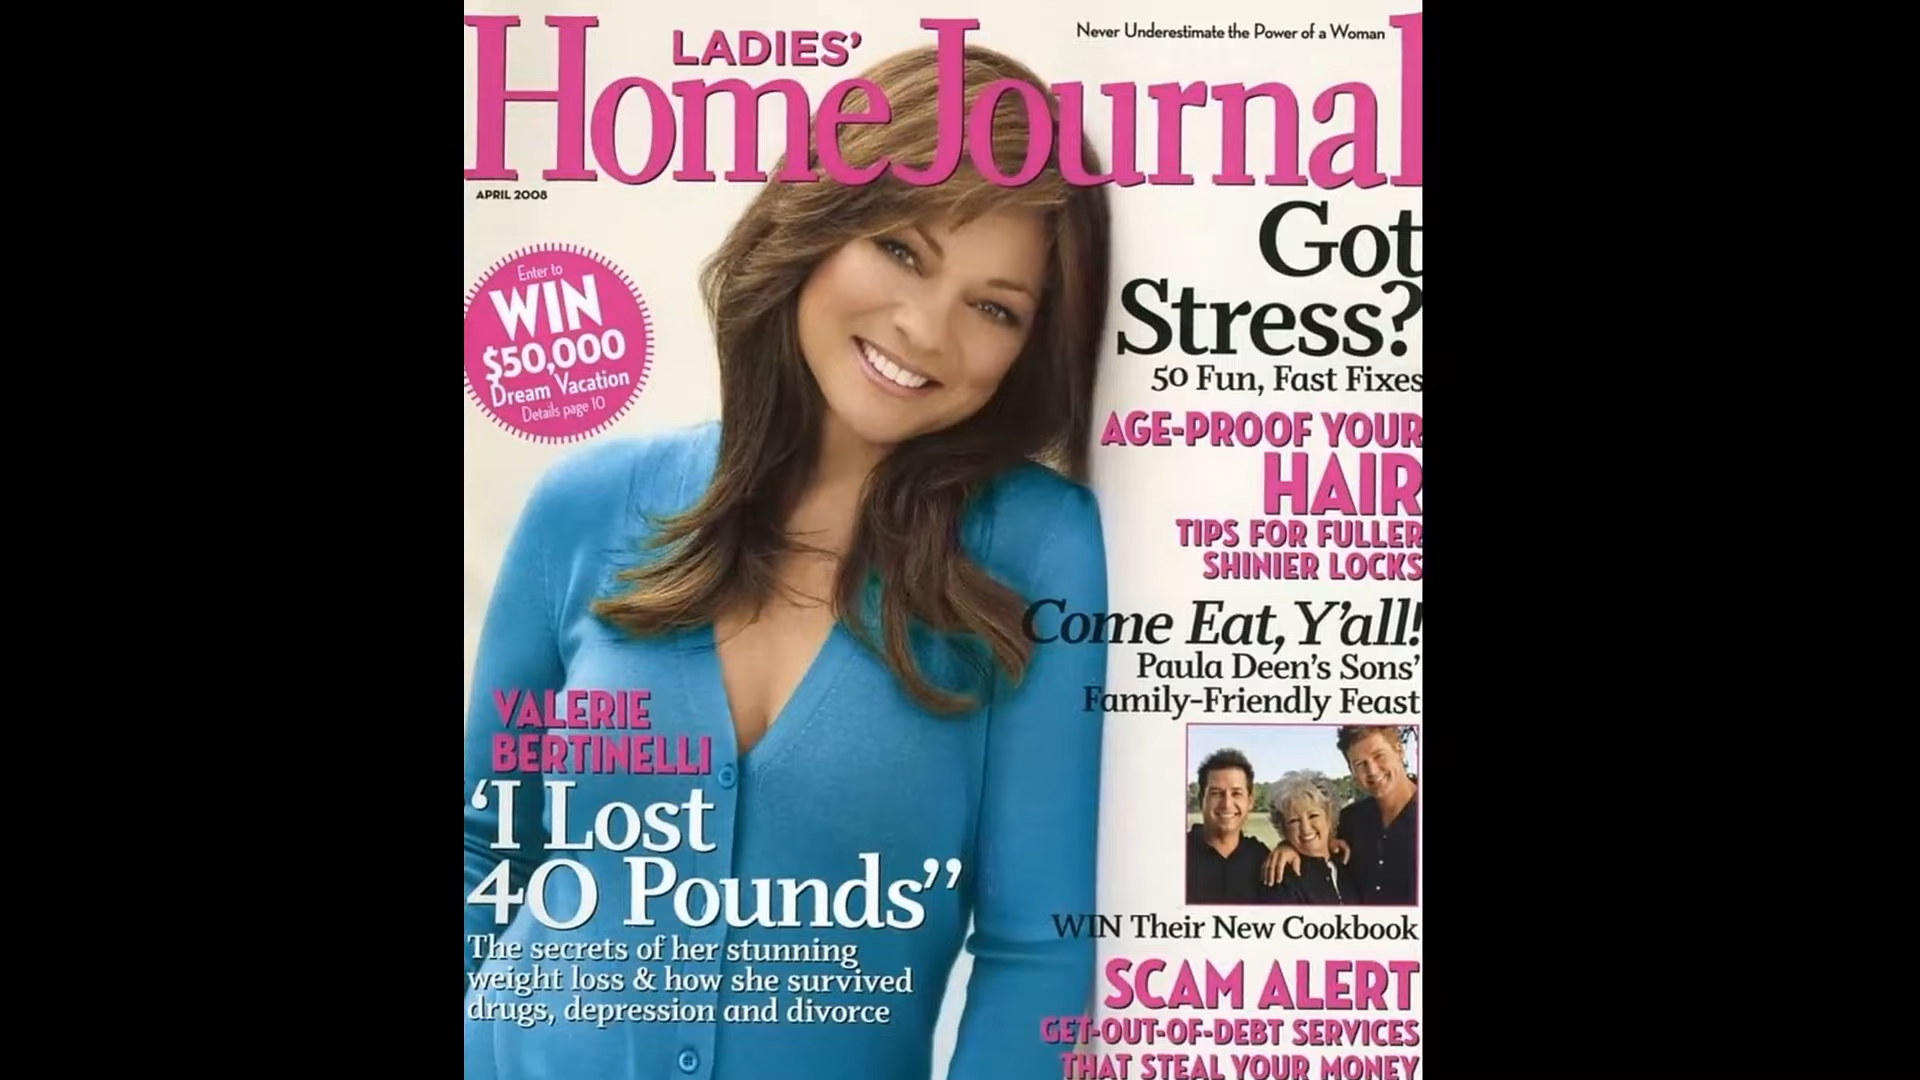 Never Underestimate the Power of a Woman
LADIES’
Home Journal
APRIL 2008
Enter to
WIN
$50,000
Dream Vacation
Details page 10
Got
Stress?
50 Fun, Fast Fixes
AGE-PROOF YOUR
HAIR
TIPS FOR FULLER
SHINIER LOCKS
Come Eat, Y’all!
Paula Deen’s Sons’
Family-Friendly Feast
WIN Their New Cookbook
SCAM ALERT
GET-OUT-OF-DEBT SERVICES
THAT STEAL YOUR MONEY
VALERIE
BERTINELLI
‘I Lost
40 Pounds”
The secrets of her stunning
weight loss & how she survived
drugs, depression and divorce